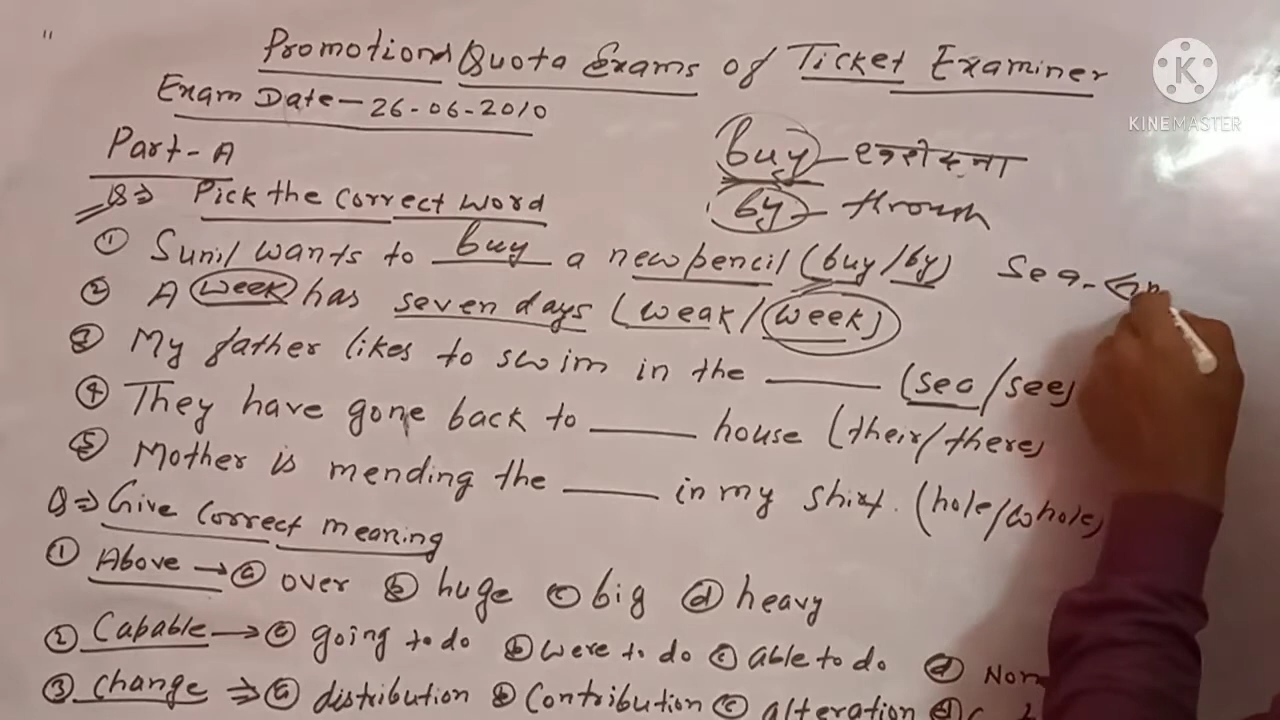 Promotion Quota Exams of Ticket Examiner
Exam Date - 26-06-2010
Part-A
buy - खरीदना
by - through
Q⇒ Pick the correct word
① Sunil wants to buy a new pencil (buy/by)
Sea -
② A week has seven days (weak/week)
③ My father likes to swim in the ______ (sea/see)
④ They have gone back to ______ house (their/there)
⑤ Mother is mending the ______ in my shirt. (hole/whole)
Q⇒ Give correct meaning
① Above → ⓐ over ⓑ huge ⓒ big ⓓ heavy
② Capable → ⓐ going to do ⓑ were to do ⓒ able to do ⓓ
③ change ⇒ ⓐ distribution ⓑ contribution ⓒ alteration ⓓ
KINEMASTER